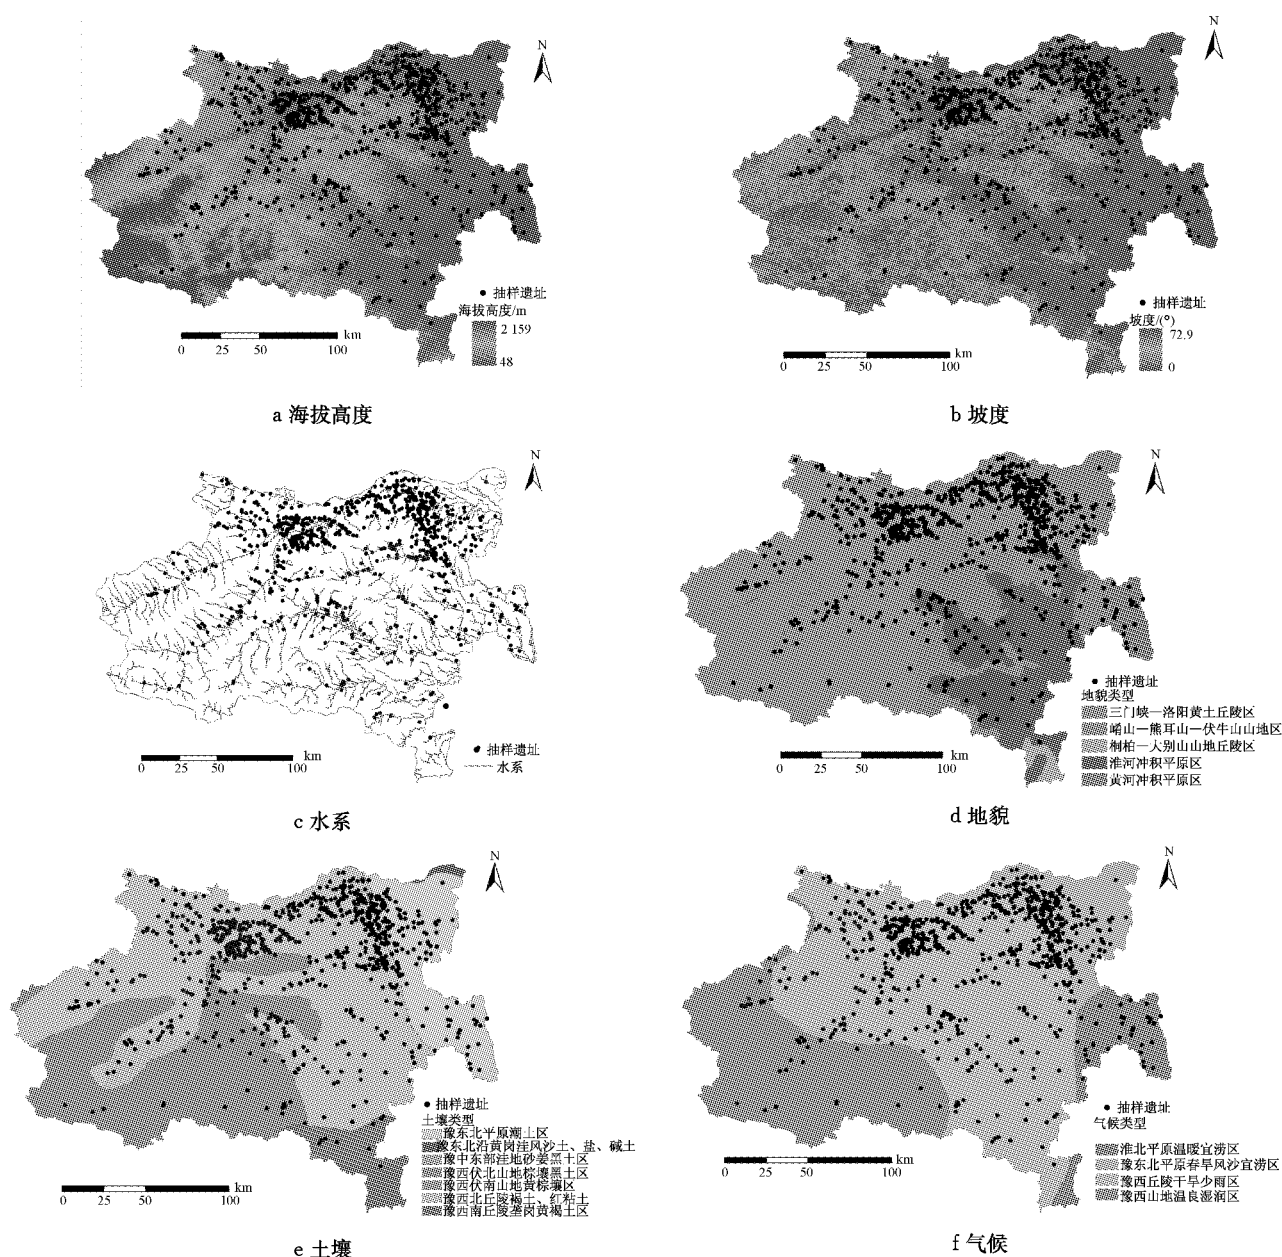 N
抽样遗址
海拔高度/m
2 159
48
km
0 25 50 100
a 海拔高度
N
抽样遗址
坡度/(°)
72.9
0
km
0 25 50 100
b 坡度
N
抽样遗址
水系
km
0 25 50 100
c 水系
N
抽样遗址
地貌类型
三门峡—洛阳黄土丘陵区
崤山—熊耳山—伏牛山山地区
桐柏—大别山山地丘陵区
淮河冲积平原区
黄河冲积平原区
km
0 25 50 100
d 地貌
N
抽样遗址
土壤类型
豫东北平原潮土区
豫东北沿黄岗洼风沙土、盐、碱土
豫中东部洼地砂姜黑土区
豫西伏北山地棕壤黑土区
豫西伏南山地黄棕壤区
豫西北丘陵褐土、红粘土
豫西南丘陵垄岗黄褐土区
km
0 25 50 100
e 土壤
N
抽样遗址
气候类型
淮北平原温暖宜涝区
豫东北平原春旱风沙宜涝区
豫西丘陵干旱少雨区
豫西山地温良湿润区
km
0 25 50 100
f 气候